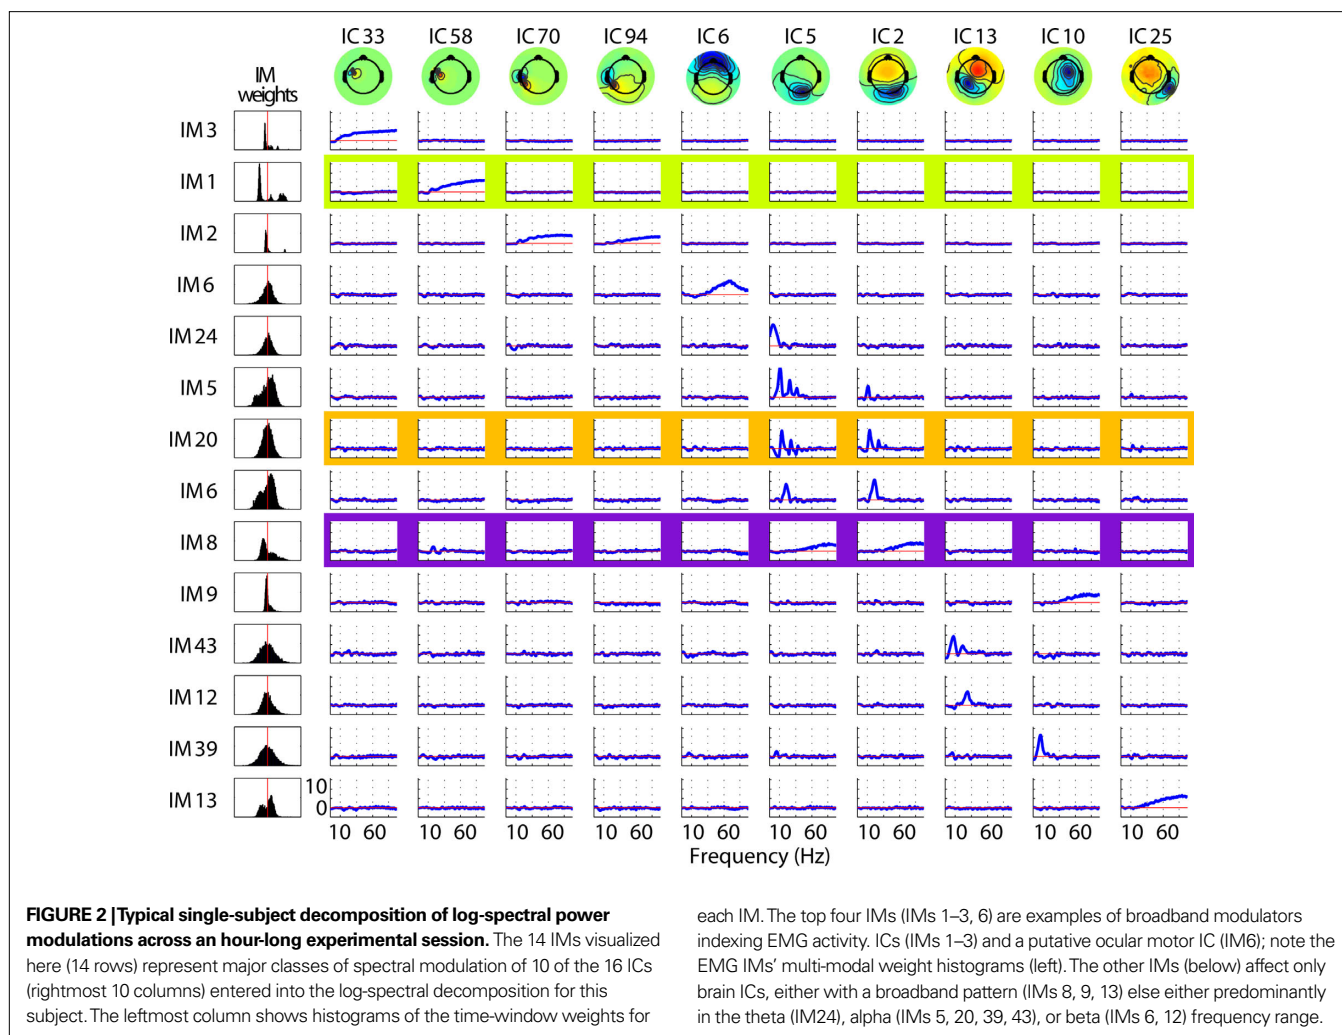 IC33 IC58 IC70 IC94 IC6 IC5 IC2 IC13 IC10 IC25
IM
weights
IM3
IM1
IM2
IM6
IM24
IM5
IM20
IM6
IM8
IM9
IM43
IM12
IM39
IM13
10
0
10 60 10 60 10 60 10 60 10 60 10 60 10 60 10 60 10 60 10 60
Frequency (Hz)
FIGURE 2 | Typical single-subject decomposition of log-spectral power
modulations across an hour-long experimental session. The 14 IMs visualized
here (14 rows) represent major classes of spectral modulation of 10 of the 16 ICs
(rightmost 10 columns) entered into the log-spectral decomposition for this
subject. The leftmost column shows histograms of the time-window weights for
each IM. The top four IMs (IMs 1–3, 6) are examples of broadband modulators
indexing EMG activity. ICs (IMs 1–3) and a putative ocular motor IC (IM6); note the
EMG IMs' multi-modal weight histograms (left). The other IMs (below) affect only
brain ICs, either with a broadband pattern (IMs 8, 9, 13) else either predominantly
in the theta (IM24), alpha (IMs 5, 20, 39, 43), or beta (IMs 6, 12) frequency range.